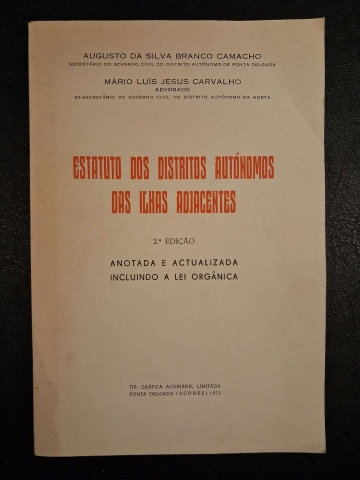 AUGUSTO DA SILVA BRANCO CAMACHO
SECRETÁRIO DO GOVERNO CIVIL DO DISTRITO AUTÓNOMO DE PONTA DELGADA
MÁRIO LUÍS JESUS CARVALHO
ADVOGADO
EX-SECRETÁRIO DO GOVERNO CIVIL DO DISTRITO AUTÓNOMO DA HORTA
ESTATUTO DOS DISTRITOS AUTÓNOMOS
DAS ILHAS ADJACENTES
2.ª EDIÇÃO
ANOTADA E ACTUALIZADA
INCLUINDO A LEI ORGÂNICA
TIP. GRÁFICA AÇORIANA, LIMITADA
PONTA DELGADA (AÇORES) 1972